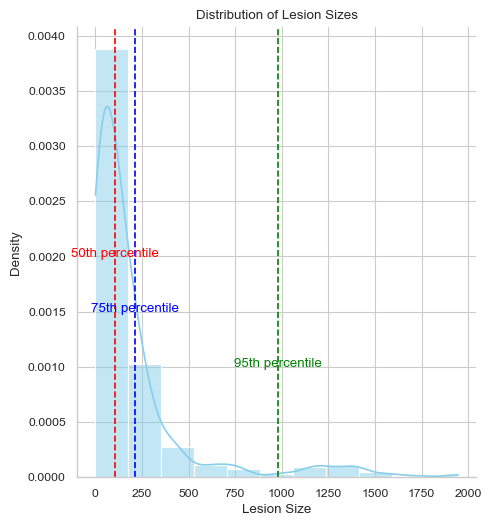 Distribution of Lesion Sizes
0.0040
0.0035
0.0030
0.0025
0.0020
0.0015
0.0010
0.0005
0.0000
Density
50th percentile
75th percentile
95th percentile
0 250 500 750 1000 1250 1500 1750 2000
Lesion Size